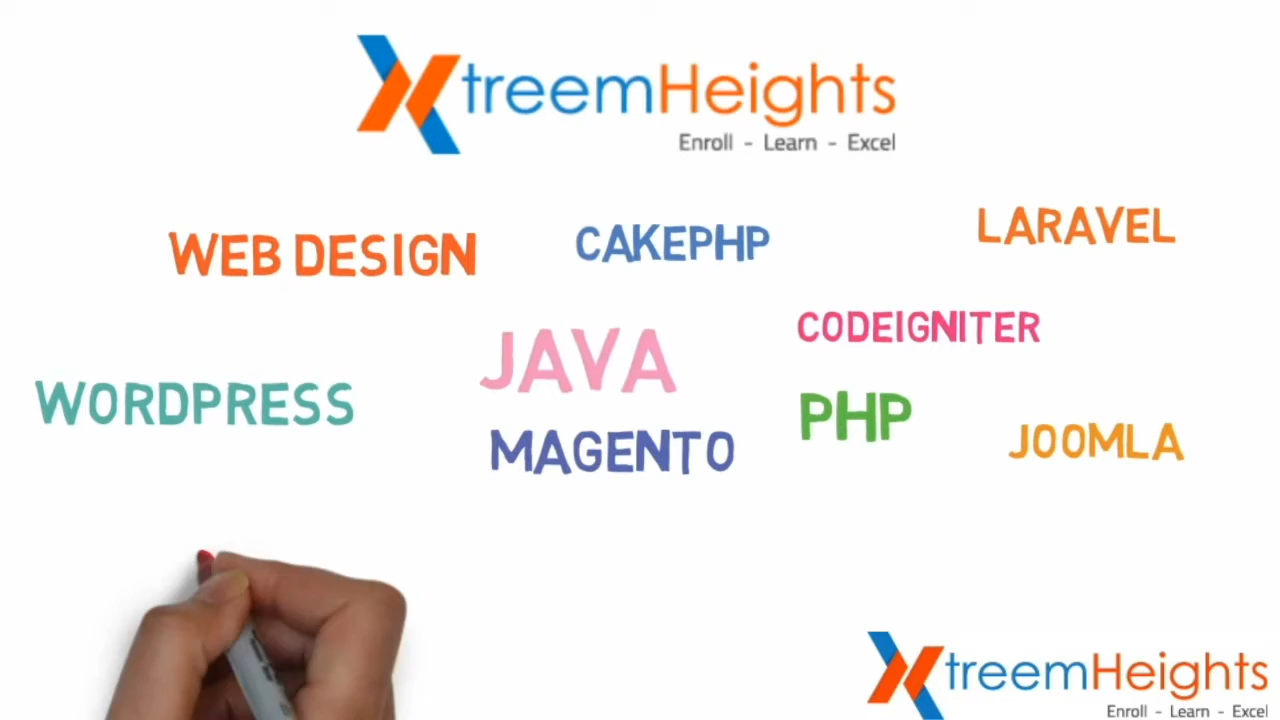 XtreemHeights
Enroll - Learn - Excel
WEB DESIGN
CAKEPHP
LARAVEL
CODEIGNITER
JAVA
WORDPRESS
PHP
MAGENTO
JOOMLA
XtreemHeights
Enroll - Learn - Excel